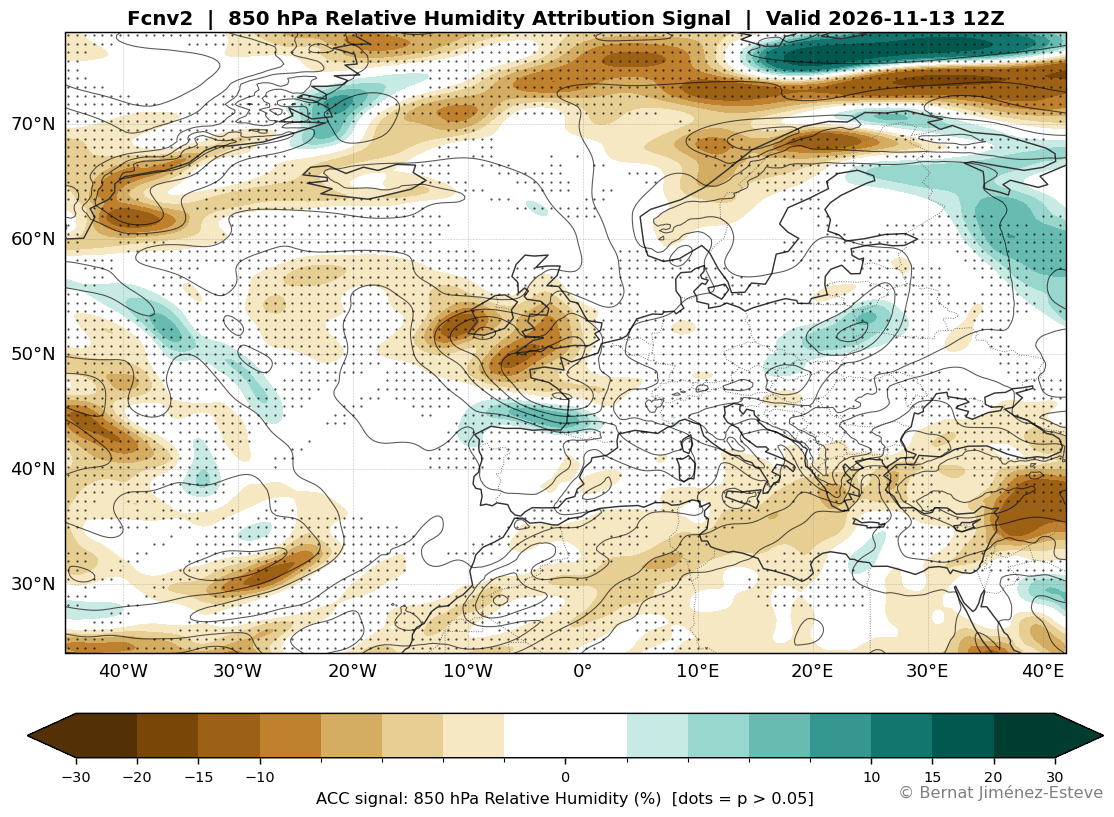 Fcnv2  |  850 hPa Relative Humidity Attribution Signal  |  Valid 2026-11-13 12Z
70°N
60°N
50°N
40°N
30°N
40°W 30°W 20°W 10°W 0° 10°E 20°E 30°E 40°E
−30 −20 −15 −10 0 10 15 20 30
ACC signal: 850 hPa Relative Humidity (%)  [dots = p > 0.05]
© Bernat Jiménez-Esteve